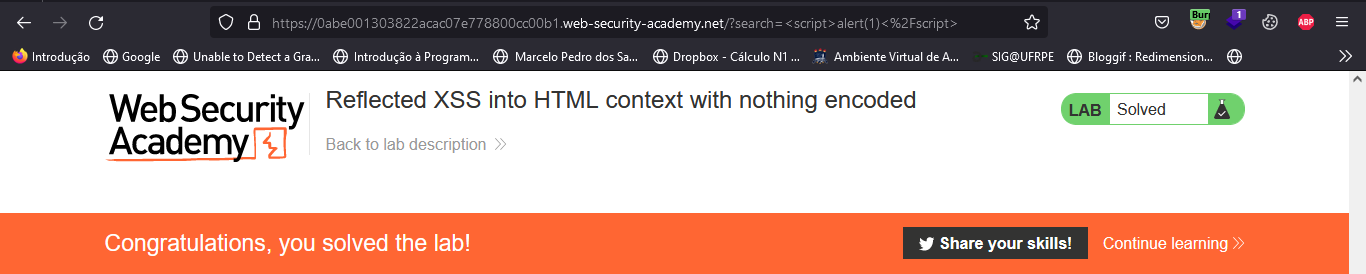 https://0abe001303822acac07e778800cc00b1.web-security-academy.net/?search=<script>alert(1)<%2Fscript>
Burr
1
ABP
Introdução Google Unable to Detect a Gra... Introdução à Program... Marcelo Pedro dos Sa... Dropbox - Cálculo N1 ... Ambiente Virtual de A... SIG@UFRPE Bloggif : Redimension...
Web Security
Academy
Reflected XSS into HTML context with nothing encoded
Back to lab description
LAB Solved
Congratulations, you solved the lab!
Share your skills!
Continue learning